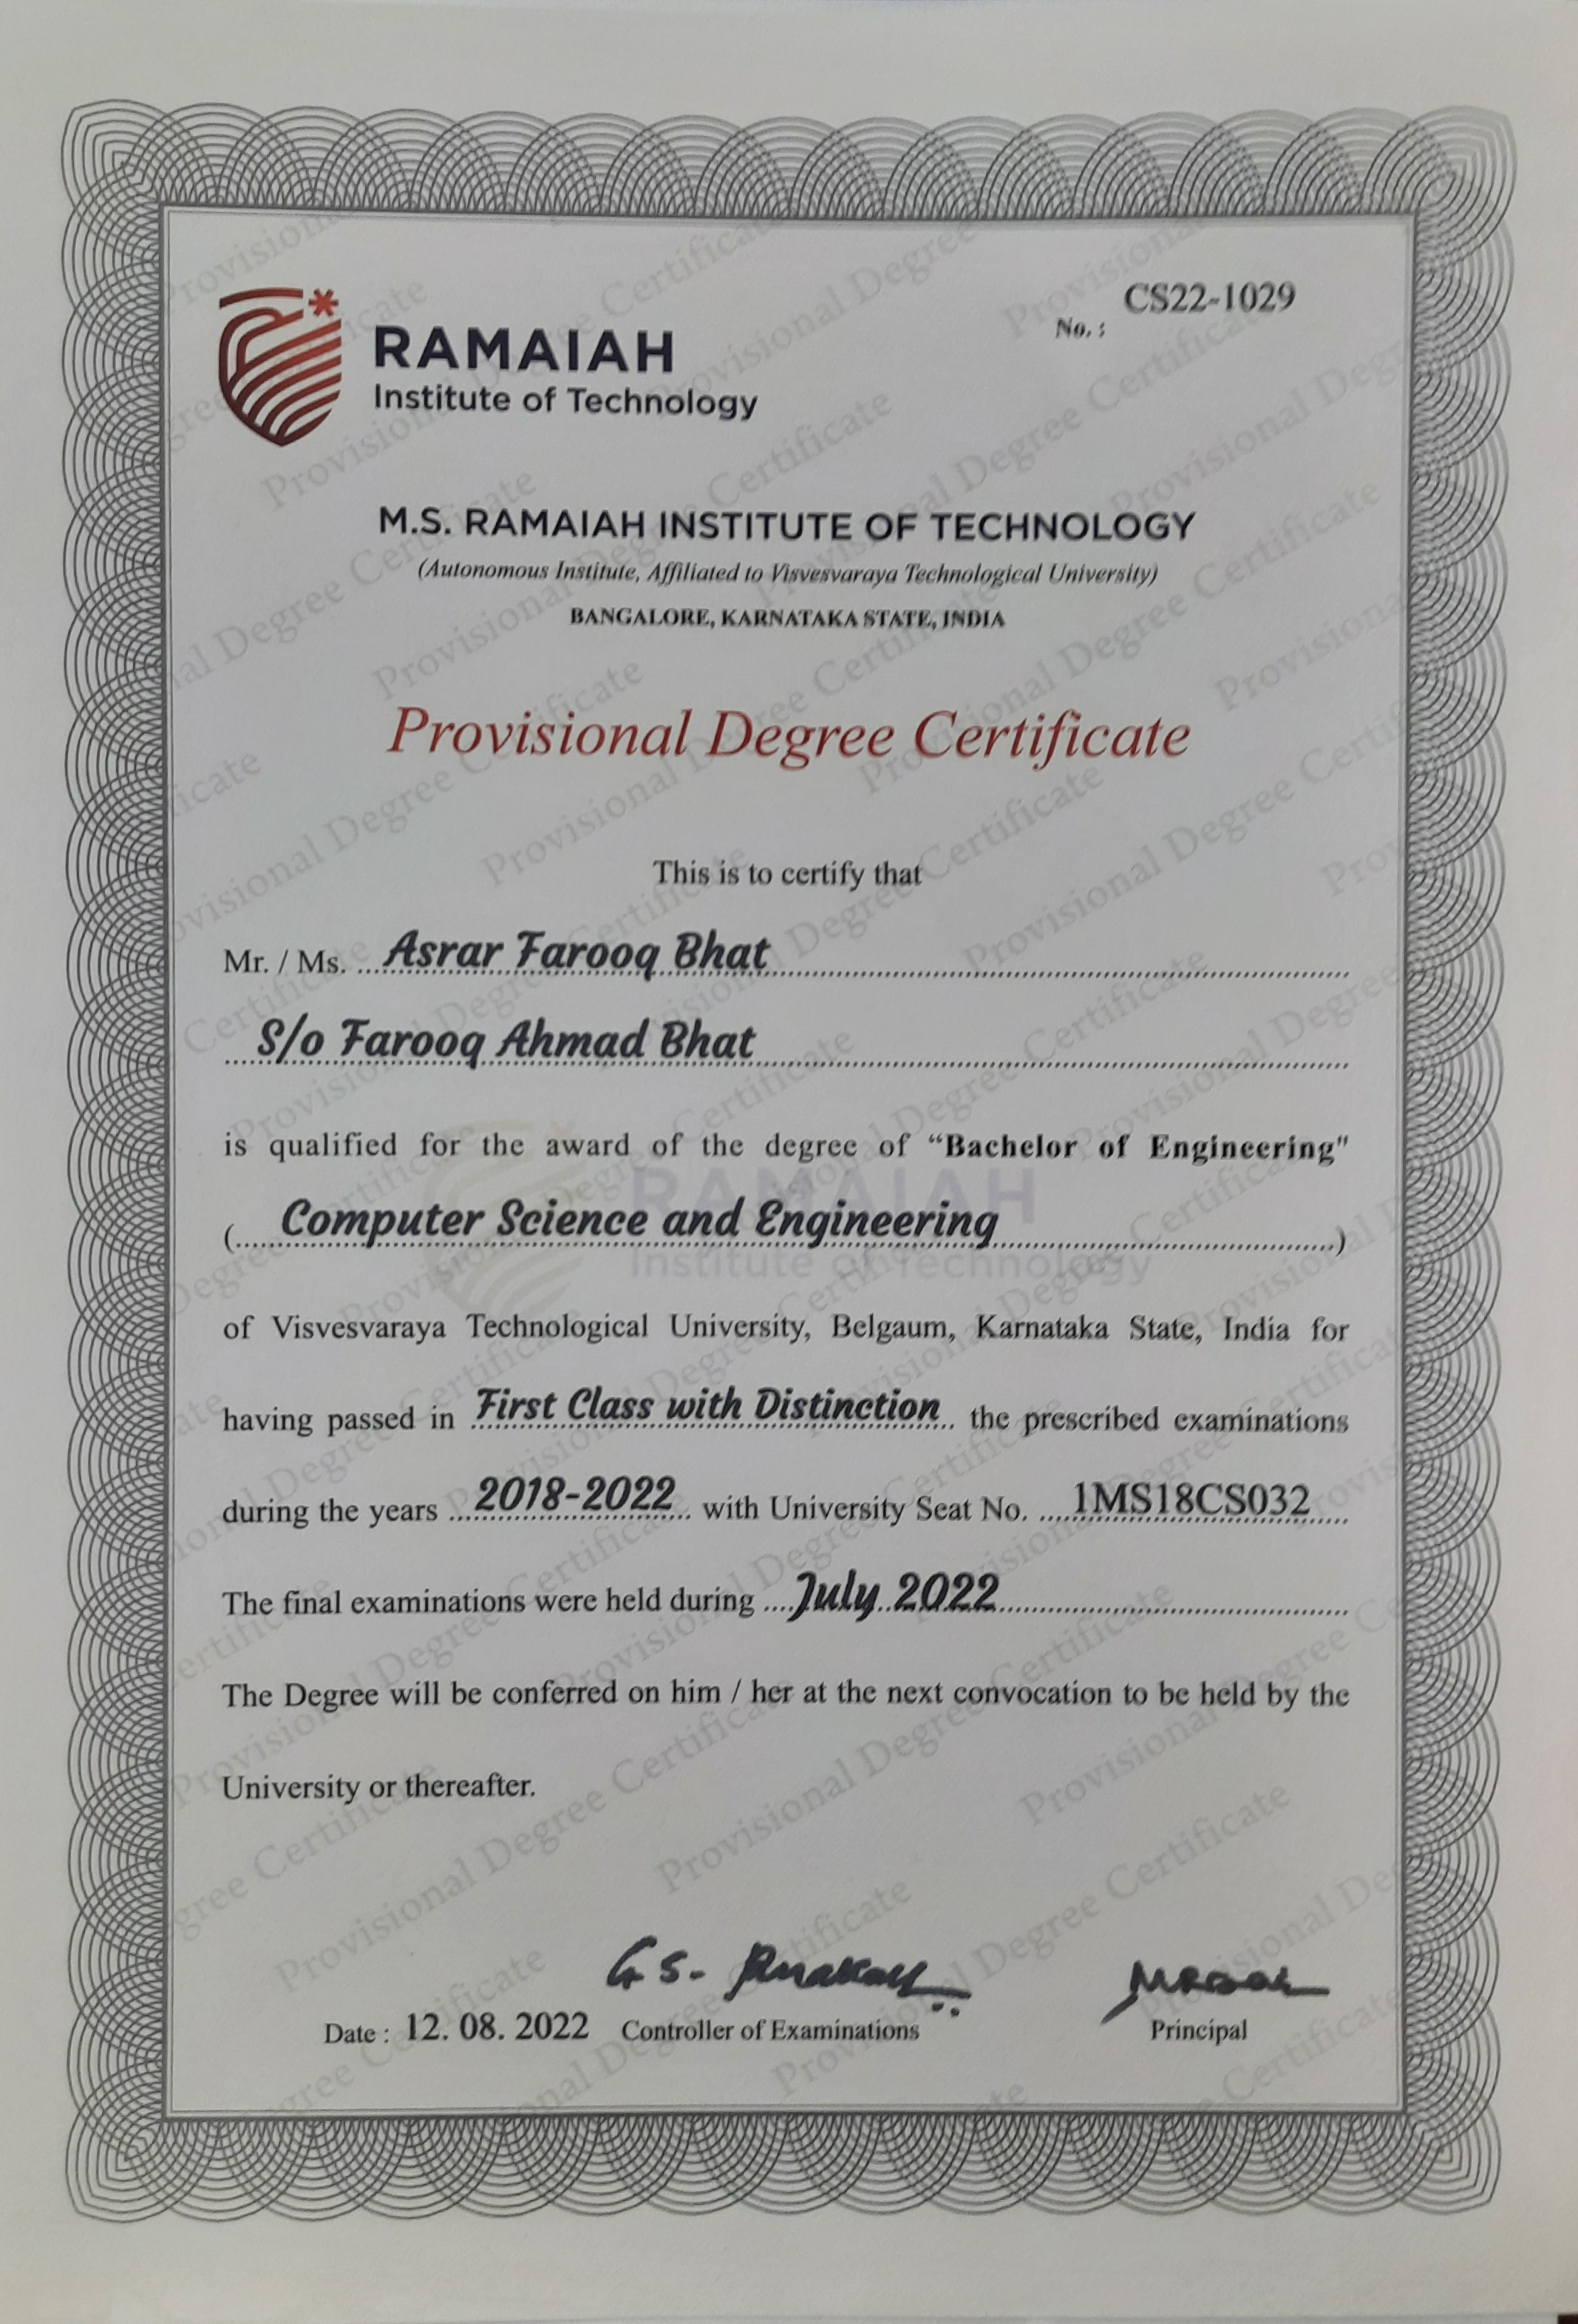 RAMAIAH
Institute of Technology
No. : CS22-1029
M.S. RAMAIAH INSTITUTE OF TECHNOLOGY
(Autonomous Institute, Affiliated to Visvesvaraya Technological University)
BANGALORE, KARNATAKA STATE, INDIA
Provisional Degree Certificate
This is to certify that
Mr. / Ms. Asrar Farooq Bhat
S/o Farooq Ahmad Bhat
is qualified for the award of the degree of “Bachelor of Engineering"
(Computer Science and Engineering)
of Visvesvaraya Technological University, Belgaum, Karnataka State, India for
having passed in First Class with Distinction the prescribed examinations
during the years 2018-2022 with University Seat No. 1MS18CS032
The final examinations were held during July 2022
The Degree will be conferred on him / her at the next convocation to be held by the
University or thereafter.
Date : 12. 08. 2022 Controller of Examinations Principal